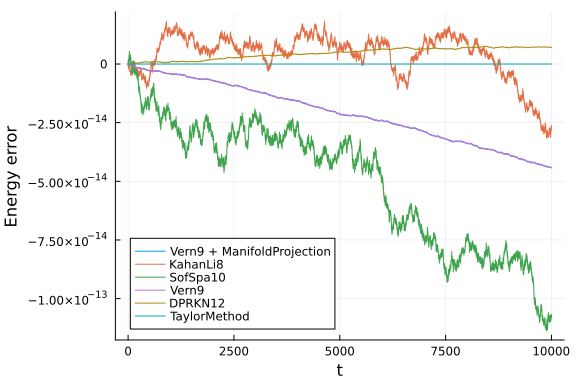 0
−2.50×10⁻¹⁴
−5.00×10⁻¹⁴
−7.50×10⁻¹⁴
−1.00×10⁻¹³
Energy error
Vern9 + ManifoldProjection
KahanLi8
SofSpa10
Vern9
DPRKN12
TaylorMethod
0 2500 5000 7500 10000
t